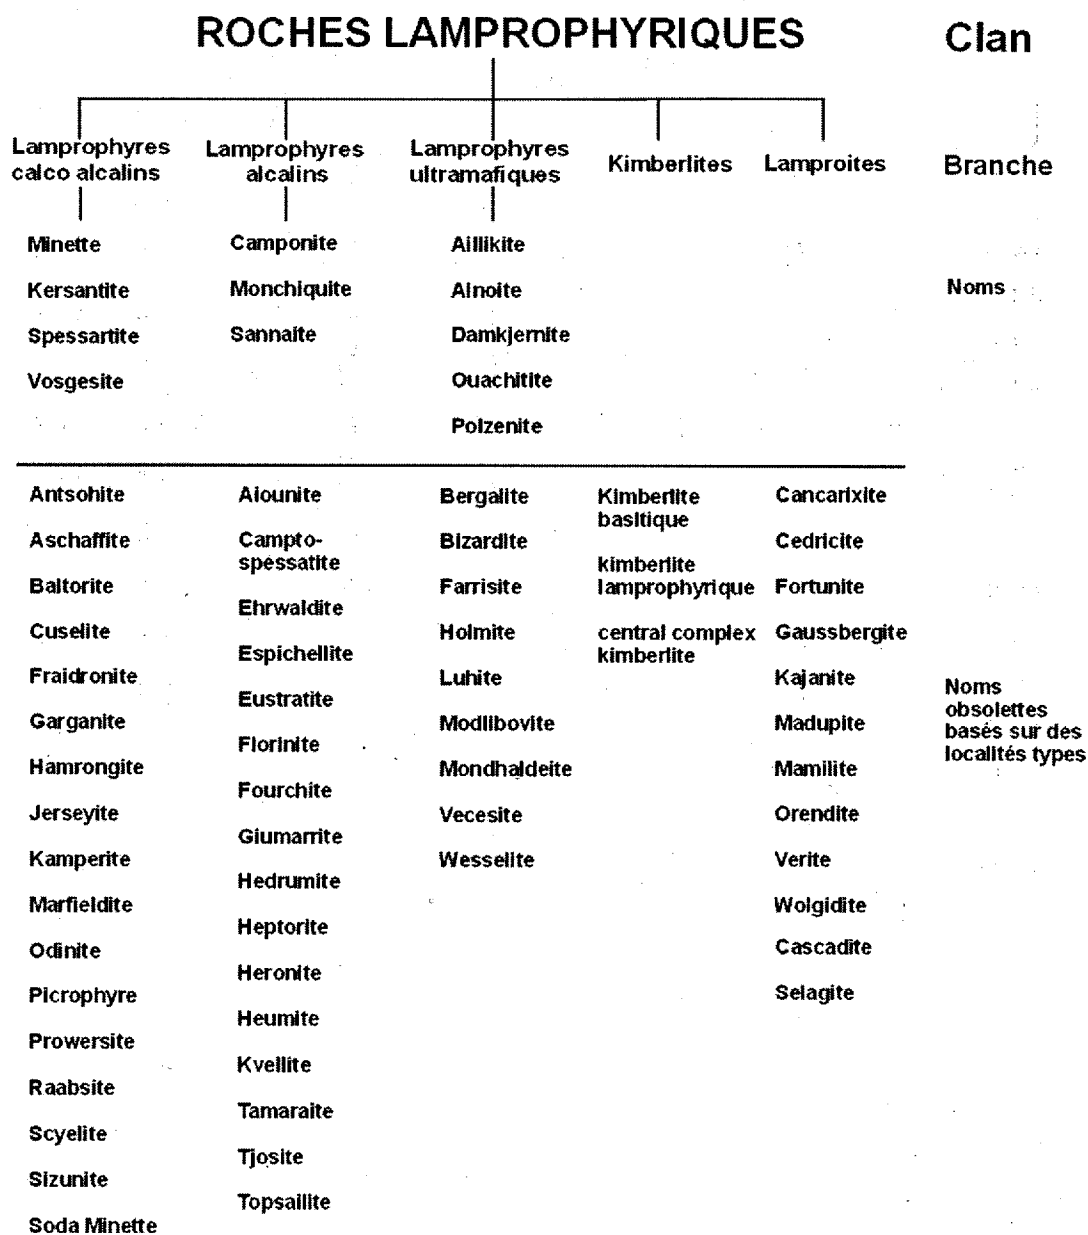 ROCHES LAMPROPHYRIQUES
Clan
Lamprophyres
calco alcalins
Lamprophyres
alcalins
Lamprophyres
ultramafiques
Kimberlites
Lamproites
Branche
Minette
Kersantite
Spessartite
Vosgesite
Camponite
Monchiquite
Sannaite
Aillikite
Alnoite
Damkjernite
Ouachitite
Polzenite
Noms
Antsohite
Aschaffite
Baltorite
Cuselite
Fraidronite
Garganite
Hamrongite
Jerseyite
Kamperite
Marfieldite
Odinite
Picrophyre
Prowersite
Raabsite
Scyelite
Sizunite
Soda Minette
Aiounite
Campto-
spessatite
Ehrwaldite
Espichellite
Eustratite
Florinite
Fourchite
Giumarrite
Hedrumite
Heptorite
Heronite
Heumite
Kvellite
Tamaraite
Tjosite
Topsailite
Bergalite
Bizardite
Farrisite
Holmite
Luhite
Modlibovite
Mondhaldeite
Vecesite
Wesselite
Kimberlite
basltique
kimberlite
lamprophyrique
central complex
kimberlite
Cancarixite
Cedricite
Fortunite
Gaussbergite
Kajanite
Madupite
Mamilite
Orendite
Verite
Wolgidite
Cascadite
Selagite
Noms
obsolettes
basés sur des
localités types